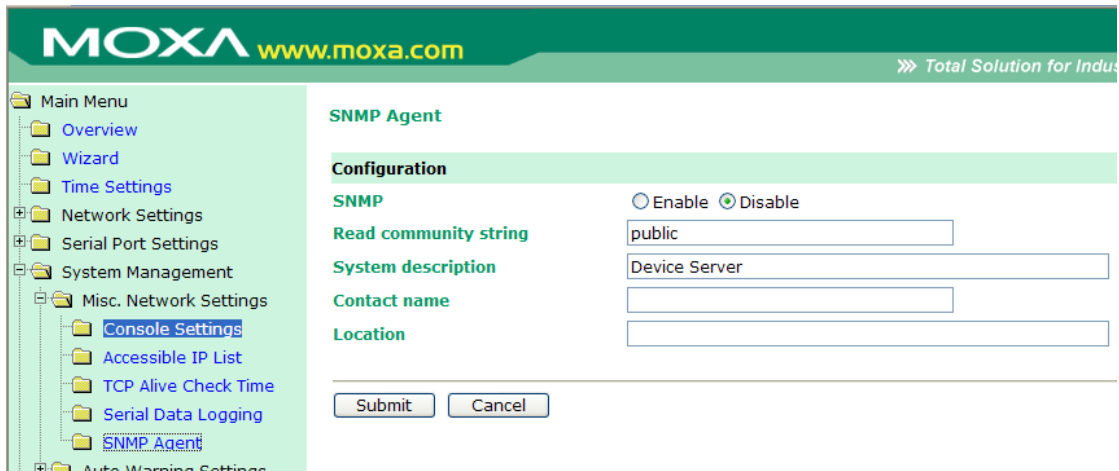 MOXA www.moxa.com
Total Solution for Indus
Main Menu
Overview
Wizard
Time Settings
Network Settings
Serial Port Settings
System Management
Misc. Network Settings
Console Settings
Accessible IP List
TCP Alive Check Time
Serial Data Logging
SNMP Agent
Auto Warning Settings
SNMP Agent
Configuration
SNMP Enable Disable
Read community string public
System description Device Server
Contact name
Location
Submit Cancel